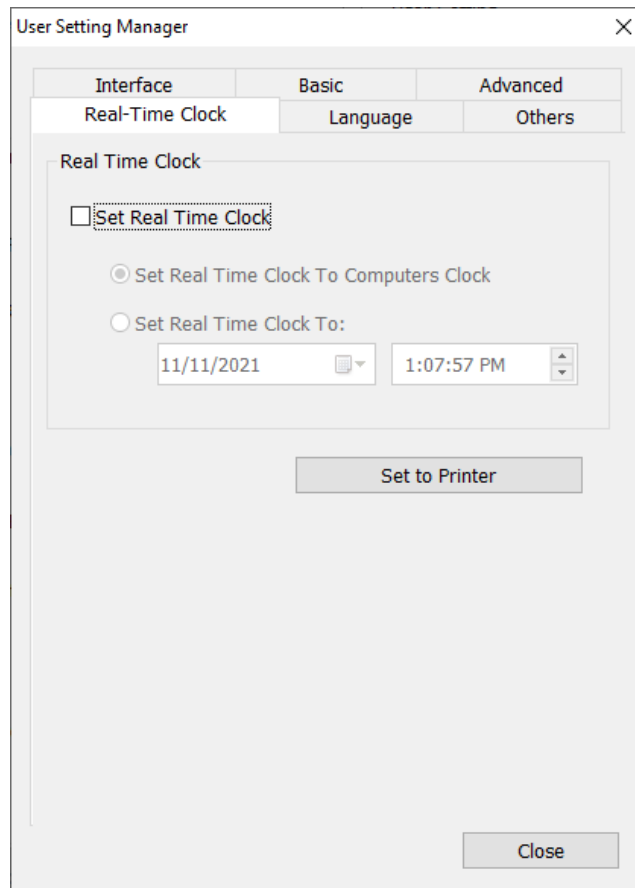 User Setting Manager
Interface Basic Advanced
Real-Time Clock Language Others
Real Time Clock
Set Real Time Clock
Set Real Time Clock To Computers Clock
Set Real Time Clock To:
11/11/2021 1:07:57 PM
Set to Printer
Close